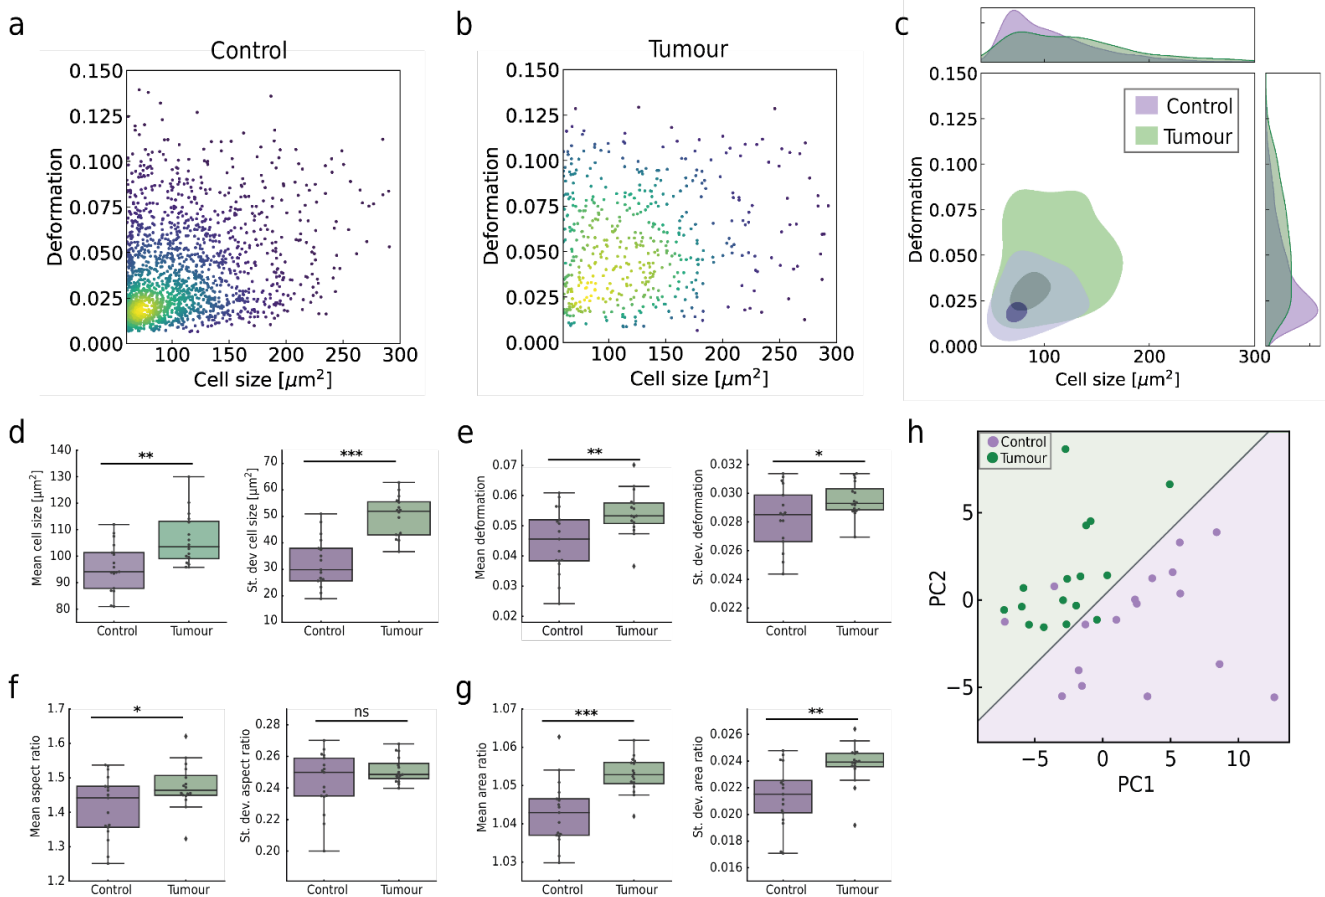 a
Control
0.150
0.125
0.100
0.075
0.050
0.025
0.000
Deformation
100
150
200
250
300
Cell size [μm²]
b
Tumour
0.150
0.125
0.100
0.075
0.050
0.025
0.000
Deformation
100
150
200
250
300
Cell size [μm²]
c
0.150
0.125
0.100
0.075
0.050
0.025
0.000
Deformation
Control
Tumour
100
200
300
Cell size [μm²]
d
140
130
120
110
100
90
80
Mean cell size [μm²]
**
Control
Tumour
70
60
50
40
30
20
10
St. dev cell size [μm²]
***
Control
Tumour
e
0.07
0.06
0.05
0.04
0.03
0.02
Mean deformation
**
Control
Tumour
0.032
0.030
0.028
0.026
0.024
0.022
St. dev. deformation
*
Control
Tumour
f
1.7
1.6
1.5
1.4
1.3
1.2
Mean aspect ratio
*
Control
Tumour
0.28
0.26
0.24
0.22
0.20
St. dev. aspect ratio
ns
Control
Tumour
g
1.07
1.06
1.05
1.04
1.03
Mean area ratio
***
Control
Tumour
0.026
0.024
0.022
0.020
0.018
0.016
St. dev. area ratio
**
Control
Tumour
h
Control
Tumour
5
0
−5
PC2
−5
0
5
10
PC1